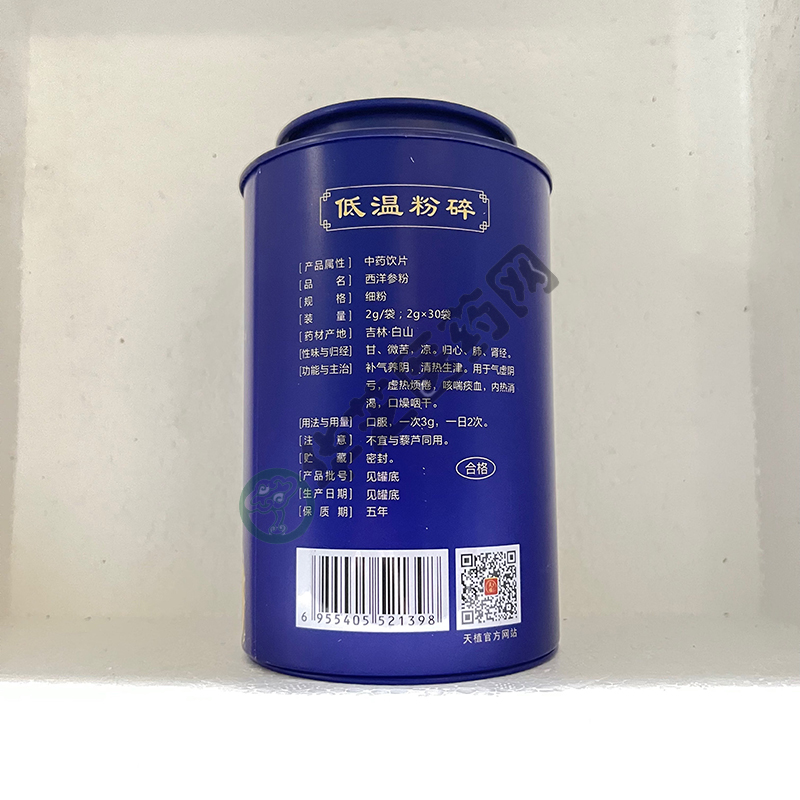 低温粉碎
[产品属性] 中药饮片
[品 名] 西洋参粉
[规 格] 细粉
[装 量] 2g/袋；2g×30袋
[药材产地] 吉林·白山
[性味与归经] 甘、微苦，凉。归心、肺、肾经。
[功能与主治] 补气养阴，清热生津。用于气虚阴
亏，虚热烦倦，咳喘痰血，内热消
渴，口燥咽干。
[用法与用量] 口服，一次3g，一日2次。
[注 意] 不宜与藜芦同用。
[贮 藏] 密封。
[产品批号] 见罐底
[生产日期] 见罐底
[保 质 期] 五年
合格
6 955405 521398
天植官方网站